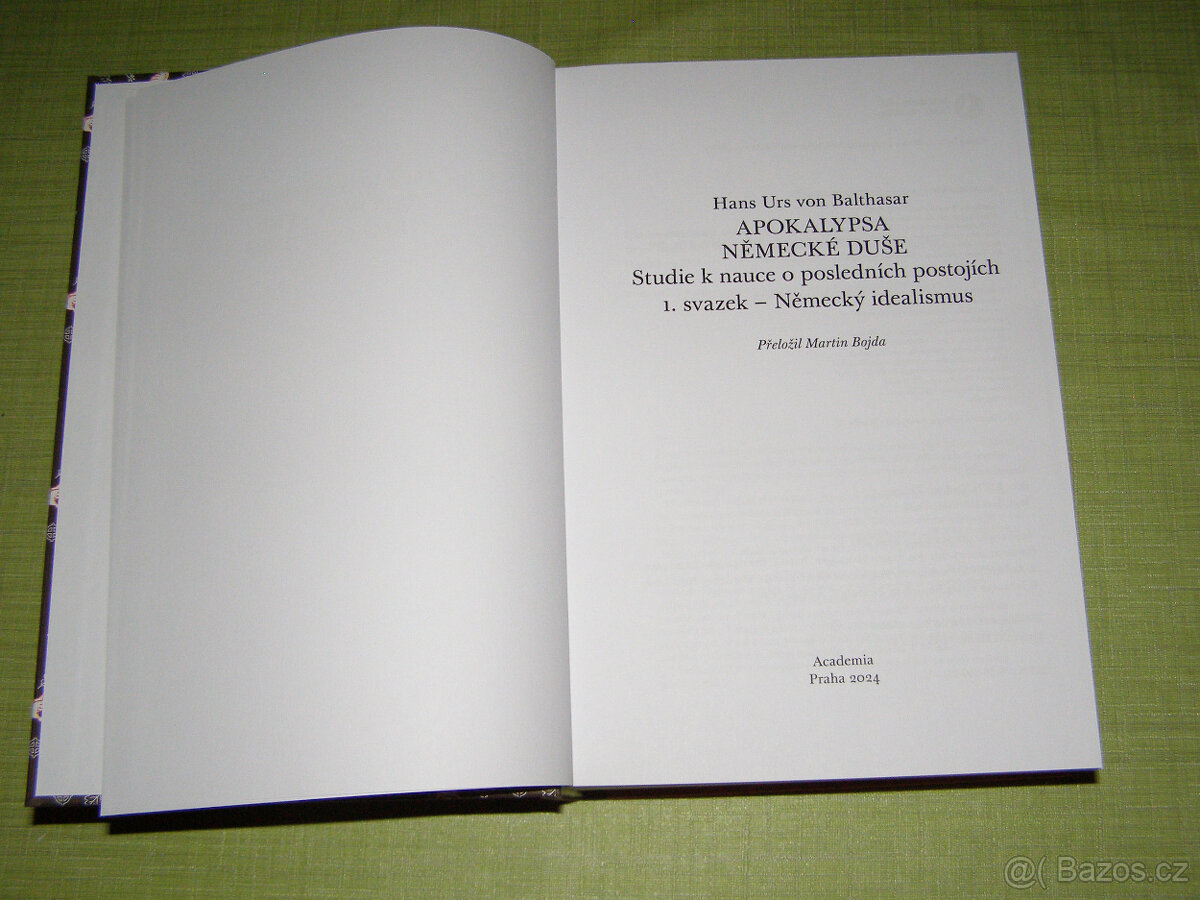 Hans Urs von Balthasar
APOKALYPSA
NĚMECKÉ DUŠE
Studie k nauce o posledních postojích
1. svazek – Německý idealismus
Přeložil Martin Bojda
Academia
Praha 2024
@( Bazos.cz